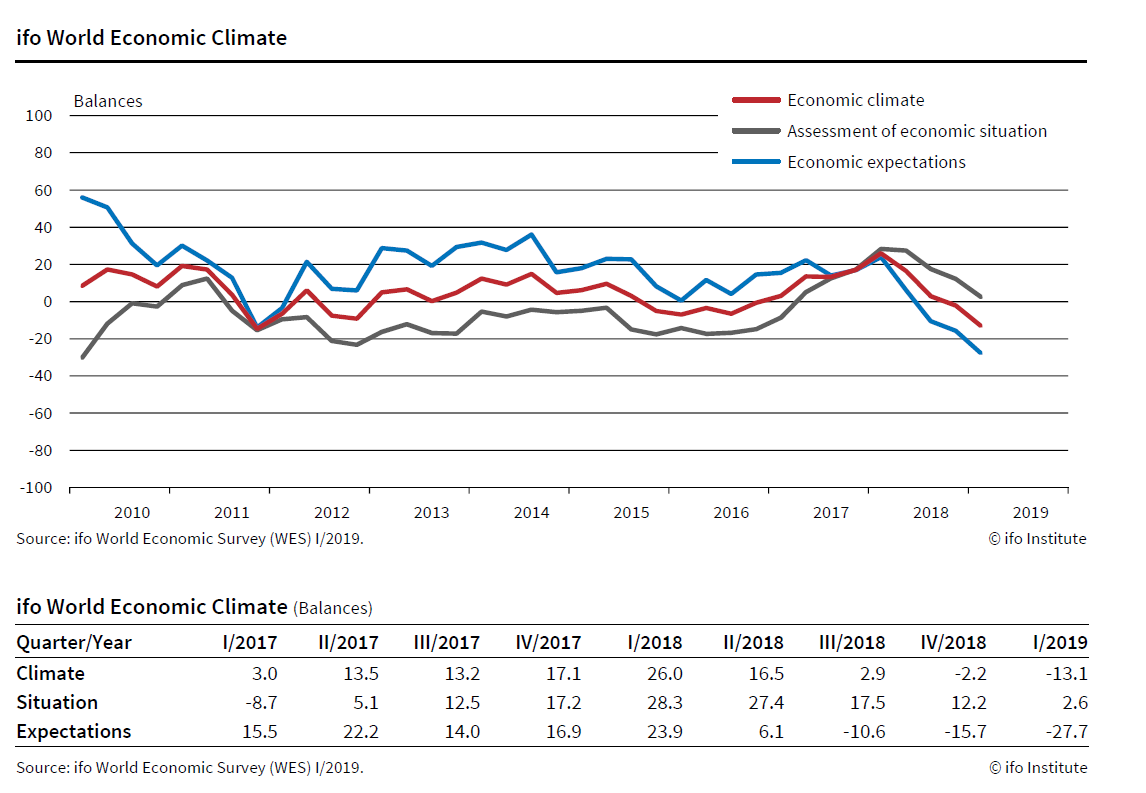 ifo World Economic Climate
Balances
Economic climate
Assessment of economic situation
Economic expectations
100
80
60
40
20
0
-20
-40
-60
-80
-100
2010 2011 2012 2013 2014 2015 2016 2017 2018 2019
Source: ifo World Economic Survey (WES) I/2019. © ifo Institute
ifo World Economic Climate (Balances)
Quarter/Year I/2017 II/2017 III/2017 IV/2017 I/2018 II/2018 III/2018 IV/2018 I/2019
Climate 3.0 13.5 13.2 17.1 26.0 16.5 2.9 -2.2 -13.1
Situation -8.7 5.1 12.5 17.2 28.3 27.4 17.5 12.2 2.6
Expectations 15.5 22.2 14.0 16.9 23.9 6.1 -10.6 -15.7 -27.7
Source: ifo World Economic Survey (WES) I/2019. © ifo Institute